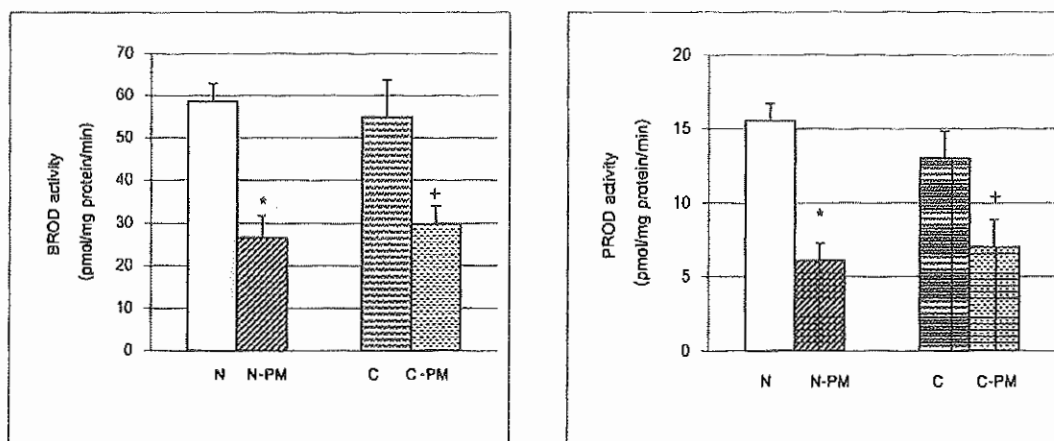 BROD activity
(pmol/mg protein/min)
70
60
50
40
30
20
10
0
*
+
N N-PM C C-PM
PROD activity
(pmol/mg protein/min)
20
15
10
5
0
*
+
N N-PM C C-PM